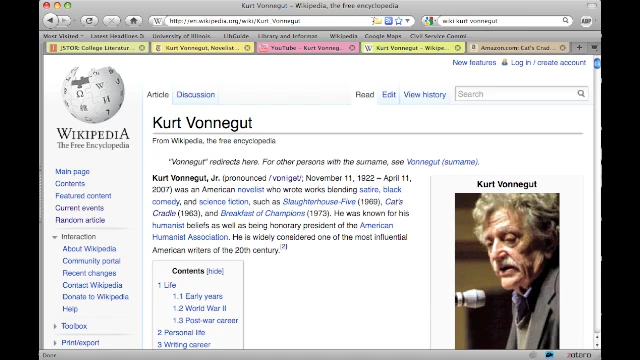 Kurt Vonnegut – Wikipedia, the free encyclopedia
http://en.wikipedia.org/wiki/Kurt_Vonnegut
wiki kurt vonnegut
Most Visited
Latest Headlines
University of Illinois...
LibGuide
Library and Informat...
Wikipedia
Google Maps
Civil Service Commi...
JSTOR: College Literatur...
Kurt Vonnegut, Novelist...
YouTube – Kurt Vonneg...
Kurt Vonnegut – Wikipe...
Amazon.com: Cat's Crad...
New features
Log in / create account
Article
Discussion
Read
Edit
View history
Search
WIKIPEDIA
The Free Encyclopedia
Main page
Contents
Featured content
Current events
Random article
Interaction
About Wikipedia
Community portal
Recent changes
Contact Wikipedia
Donate to Wikipedia
Help
Toolbox
Print/export
Kurt Vonnegut
From Wikipedia, the free encyclopedia
"Vonnegut" redirects here. For other persons with the surname, see Vonnegut (surname).
Kurt Vonnegut, Jr. (pronounced /ˈvɒnɨɡət/; November 11, 1922 – April 11,
2007) was an American novelist who wrote works blending satire, black
comedy, and science fiction, such as Slaughterhouse-Five (1969), Cat's
Cradle (1963), and Breakfast of Champions (1973). He was known for his
humanist beliefs as well as being honorary president of the American
Humanist Association. He is widely considered one of the most influential
American writers of the 20th century.[2]
Contents [hide]
1 Life
1.1 Early years
1.2 World War II
1.3 Post-war career
2 Personal life
3 Writing career
Kurt Vonnegut
Done
zotero